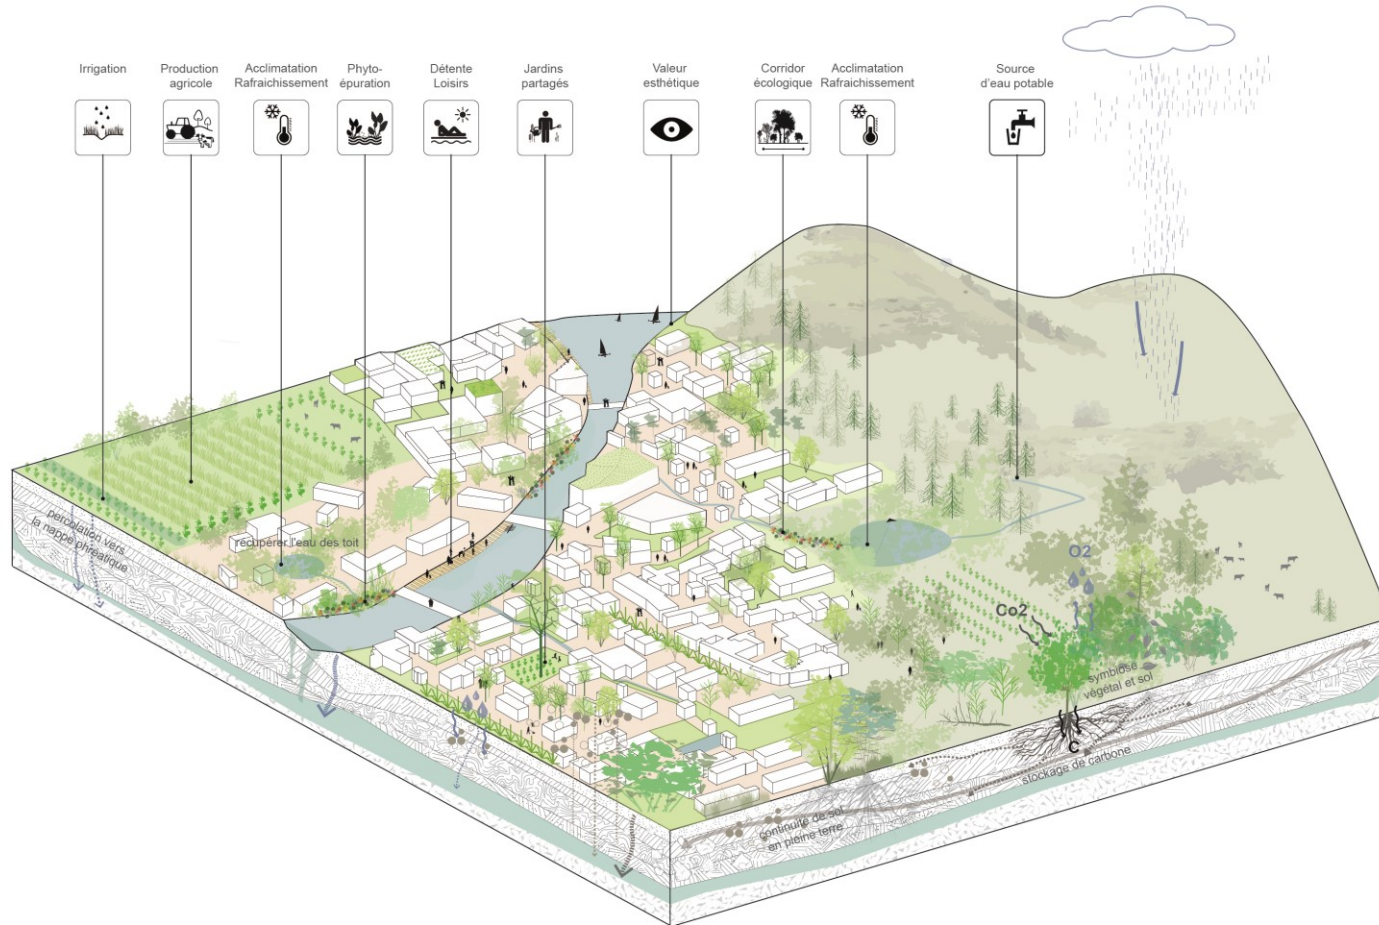 Irrigation
Production
agricole
Acclimatation
Rafraichissement
Phyto-
épuration
Détente
Loisirs
Jardins
partagés
Valeur
esthétique
Corridor
écologique
Acclimatation
Rafraichissement
Source
d'eau potable
percolation vers
la nappe phréatique
récupérer l'eau des toit
O2
Co2
symbiose
végétal et sol
C
stockage de carbone
continuité de sol
en pleine terre